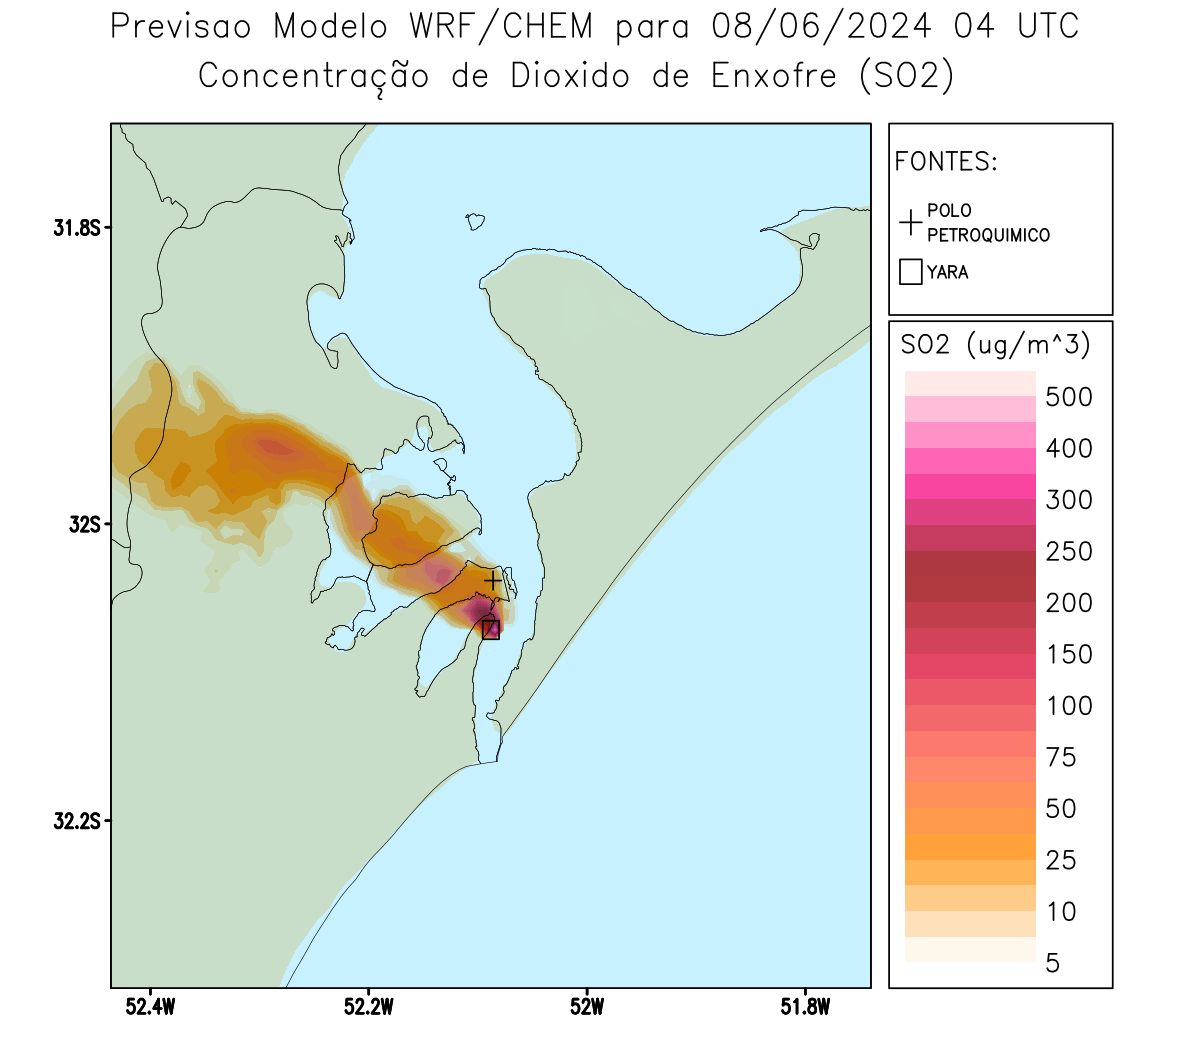 Previsao Modelo WRF/CHEM para 08/06/2024 04 UTC
Concentração de Dioxido de Enxofre (SO2)
FONTES:
POLO
PETROQUIMICO
YARA
SO2 (ug/m^3)
500
400
300
250
200
150
100
75
50
25
10
5
31.8S
32S
32.2S
52.4W
52.2W
52W
51.8W